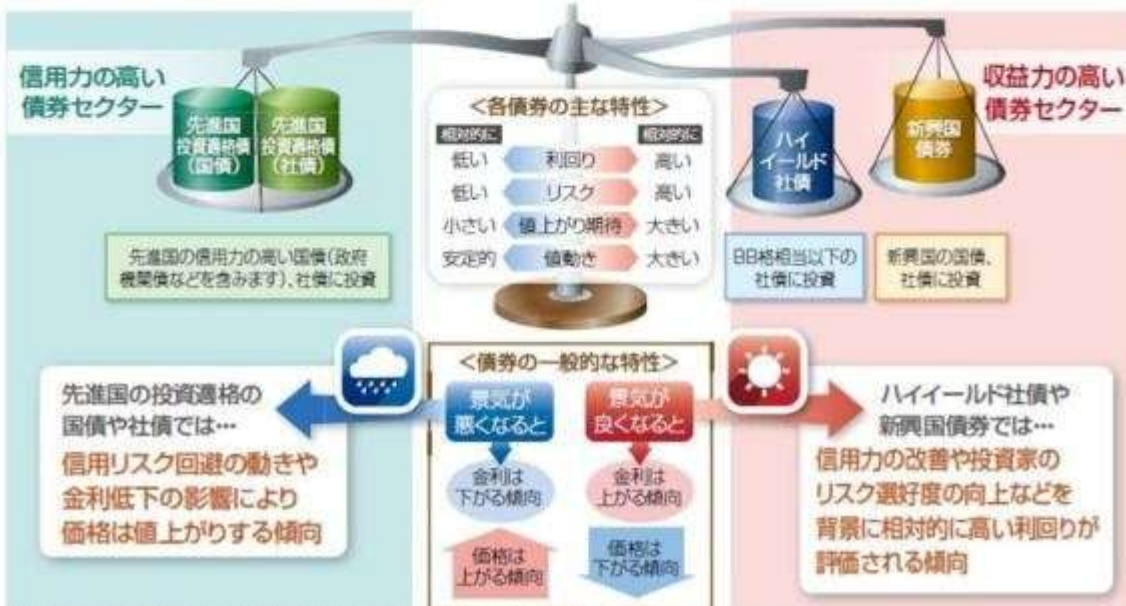 信用力の高い
債券セクター
先進国
投資適格債
(国債)
先進国
投資適格債
(社債)
先進国の信用力の高い国債(政府
機関債などを含みます)、社債に投資
<各債券の主な特性>
相対的に
相対的に
低い 利回り 高い
低い リスク 高い
小さい 値上がり期待 大きい
安定的 値動き 大きい
収益力の高い
債券セクター
ハイ
イールド
社債
新興国
債券
BB格相当以下の
社債に投資
新興国の国債、
社債に投資
先進国の投資適格の
国債や社債では…
信用リスク回避の動きや
金利低下の影響により
価格は値上がりする傾向
<債券の一般的な特性>
景気が
悪くなると
金利は
下がる傾向
価格は
上がる傾向
景気が
良くなると
金利は
上がる傾向
価格は
下がる傾向
ハイイールド社債や
新興国債券では…
信用力の改善や投資家の
リスク選好度の向上などを
背景に相対的に高い利回りが
評価される傾向